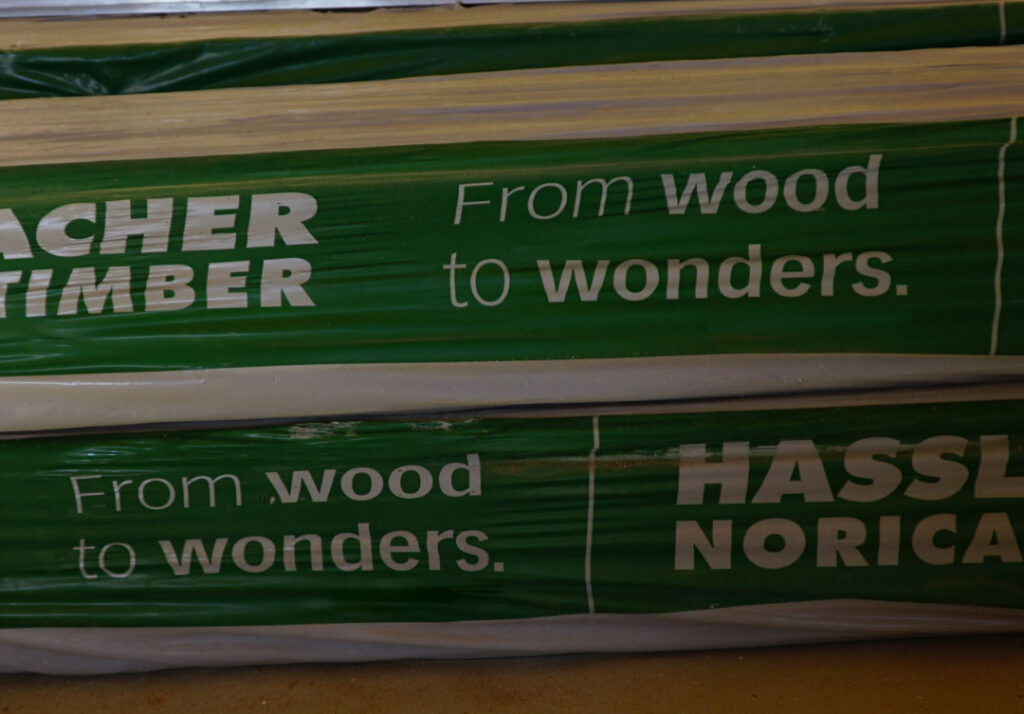 ACHER
TIMBER
From wood
to wonders.
From wood
to wonders.
HASSL
NORICA